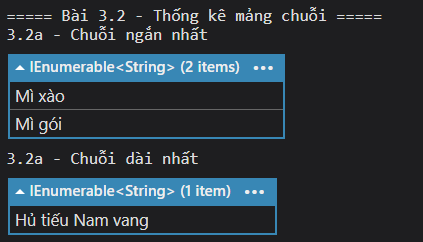 ===== Bài 3.2 - Thống kê mảng chuỗi =====
3.2a - Chuỗi ngắn nhất
IEnumerable<String> (2 items) •••
Mì xào
Mì gói
3.2a - Chuỗi dài nhất
IEnumerable<String> (1 item) •••
Hủ tiếu Nam vang